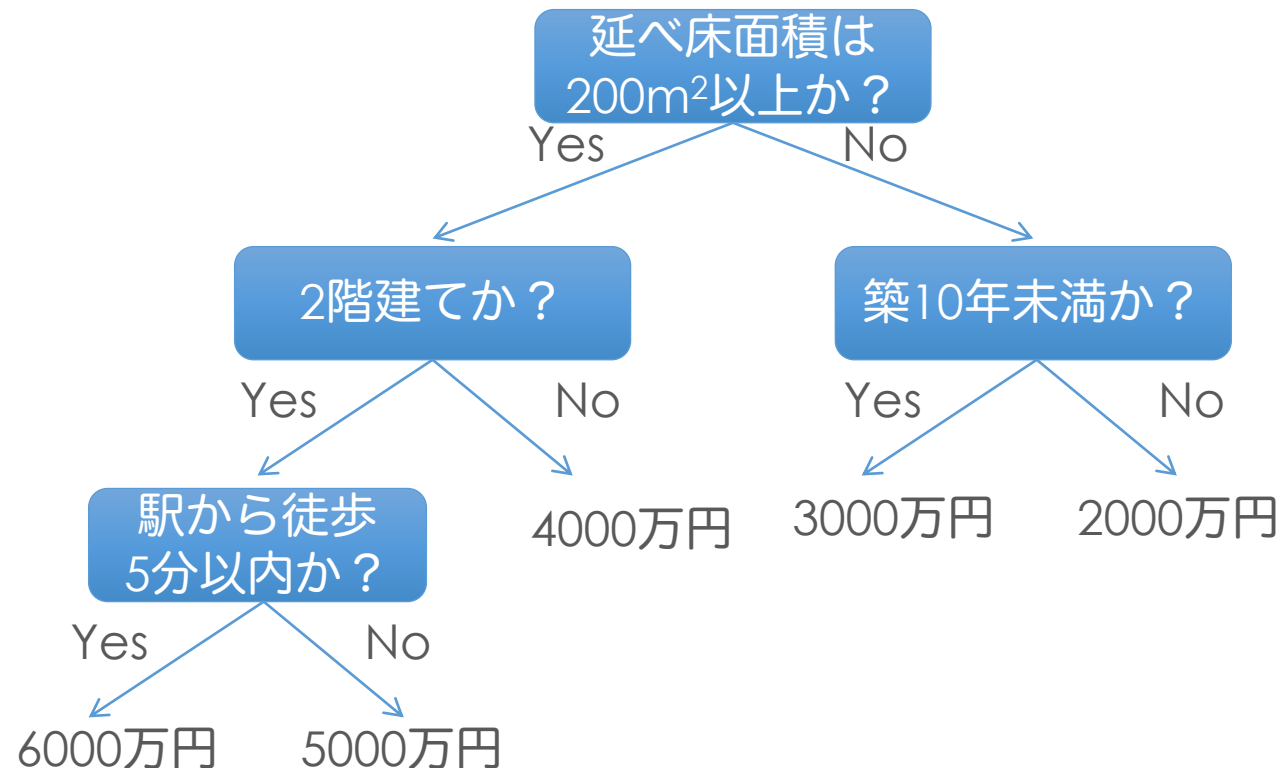 延べ床面積は
200m²以上か？
Yes
No
2階建てか？
築10年未満か？
Yes
No
Yes
No
駅から徒歩
5分以内か？
4000万円
3000万円
2000万円
Yes
No
6000万円
5000万円